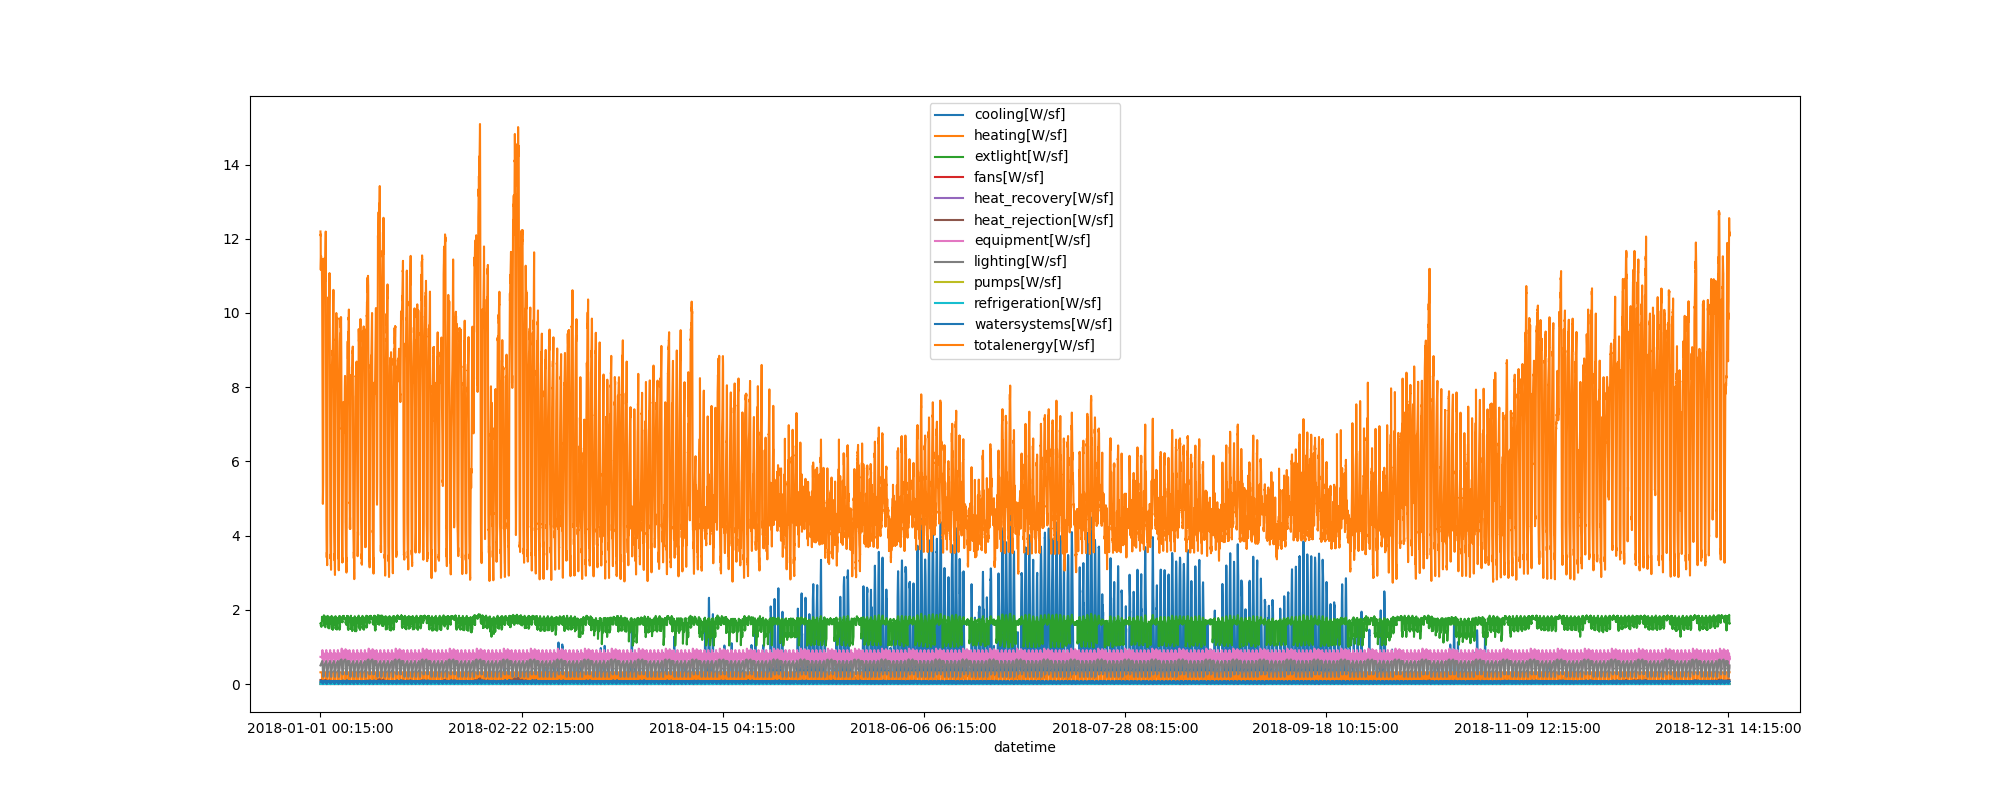 cooling[W/sf]
heating[W/sf]
extlight[W/sf]
fans[W/sf]
heat_recovery[W/sf]
heat_rejection[W/sf]
equipment[W/sf]
lighting[W/sf]
pumps[W/sf]
refrigeration[W/sf]
watersystems[W/sf]
totalenergy[W/sf]
14
12
10
8
6
4
2
0
2018-01-01 00:15:00 2018-02-22 02:15:00 2018-04-15 04:15:00 2018-06-06 06:15:00 2018-07-28 08:15:00 2018-09-18 10:15:00 2018-11-09 12:15:00 2018-12-31 14:15:00
datetime